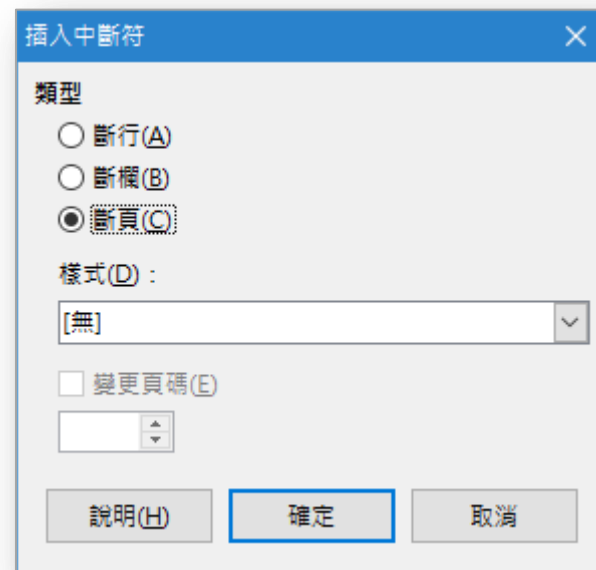 插入中斷符
類型
斷行(A)
斷欄(B)
斷頁(C)
樣式(D)：
[無]
變更頁碼(E)
說明(H) 確定 取消